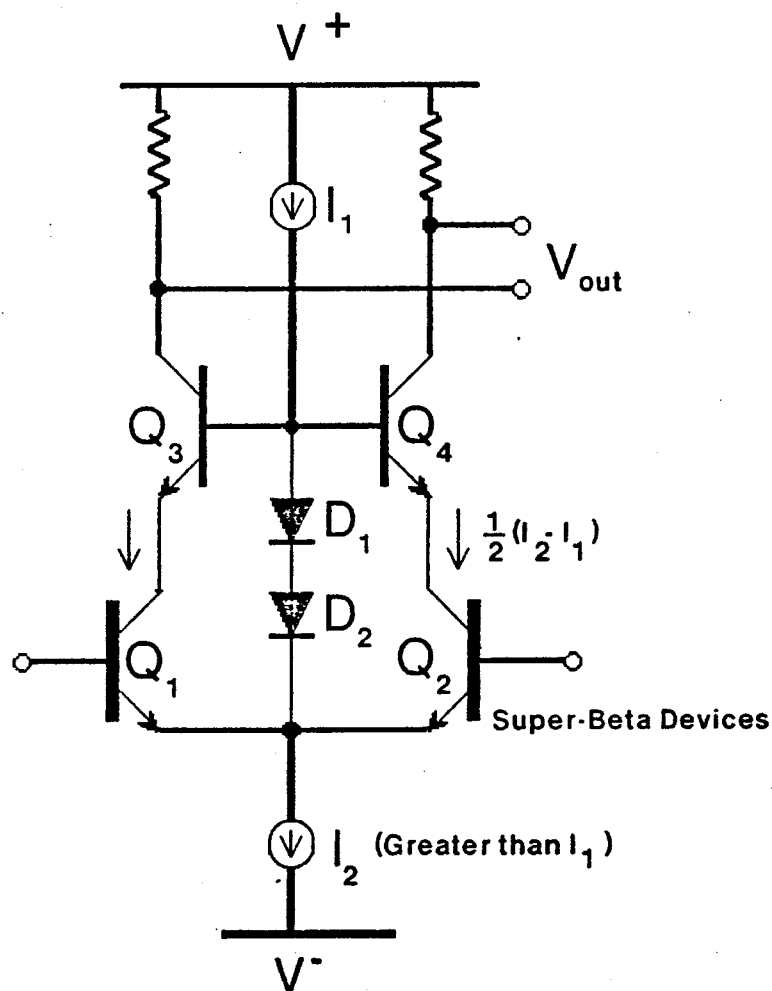 V+
I1
Vout
Q3
Q4
D1
½(I2-I1)
D2
Q1
Q2
Super-Beta Devices
I2 (Greater than I1)
V-